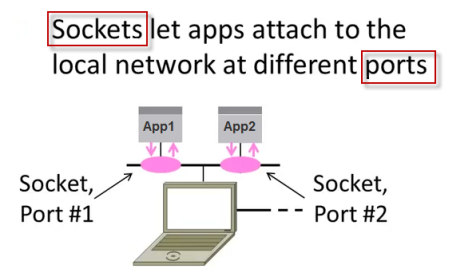 Sockets let apps attach to the
local network at different ports
App1
App2
Socket,
Port #1
Socket,
Port #2